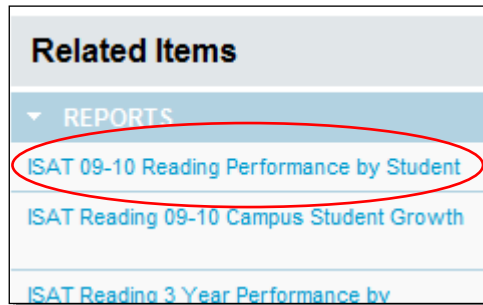 Related Items
REPORTS
ISAT 09-10 Reading Performance by Student
ISAT Reading 09-10 Campus Student Growth
ISAT Reading 3 Year Performance by